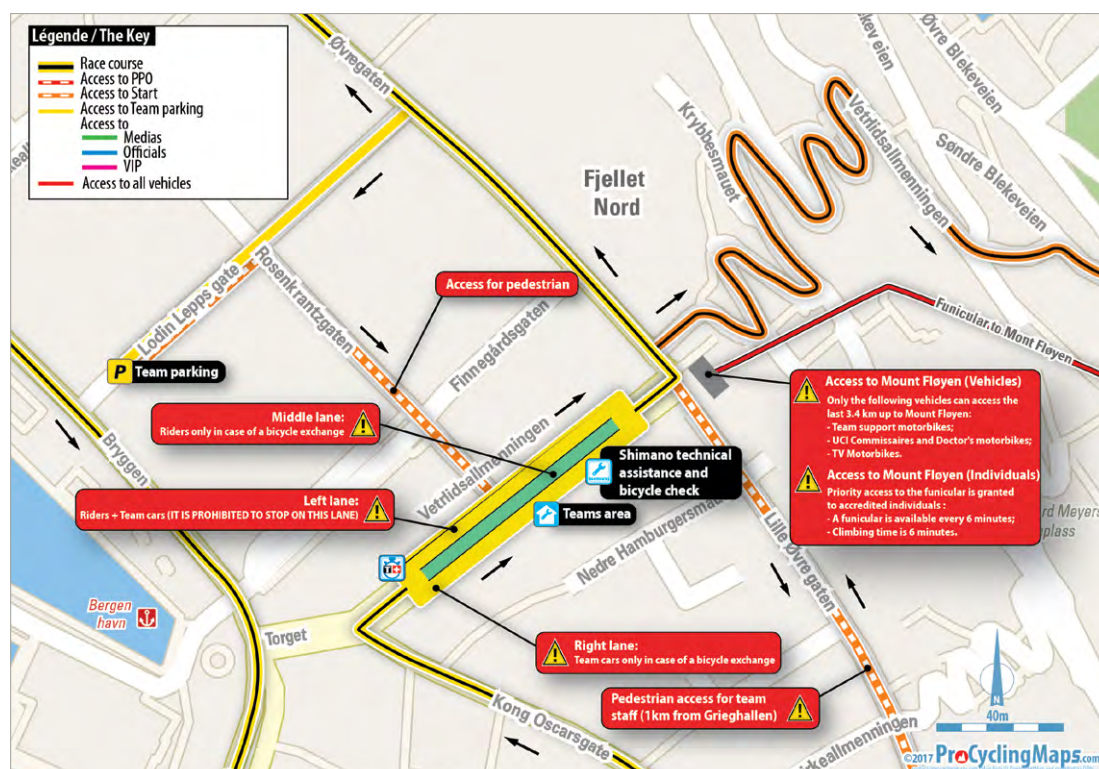 Légende / The Key
Race course
Access to PPO
Access to Start
Access to Team parking
Access to
Medias
Officials
VIP
Access to all vehicles
Øvregaten
Blekeveien
Øvre Blekeveien
Vetrlidsallmenningen
Søndre Blekeveien
Krybbesmauet
Fjellet
Nord
Funicular to Mont Fløyen
Rosenkrantzgaten
Lodin Lepps gate
Finnegårdsgaten
Access for pedestrian
P
Team parking
Middle lane:
Riders only in case of a bicycle exchange
Vetrlidsallmenningen
Left lane:
Riders + Team cars (IT IS PROHIBITED TO STOP ON THIS LANE)
Shimano technical
assistance and
bicycle check
Teams area
Access to Mount Fløyen (Vehicles)
Only the following vehicles can access the
last 3.4 km up to Mount Fløyen:
- Team support motorbikes;
- UCI Commissaires and Doctor's motorbikes;
- TV Motorbikes.
Access to Mount Fløyen (Individuals)
Priority access to the funicular is granted
to accredited individuals :
- A funicular is available every 6 minutes;
- Climbing time is 6 minutes.
Meyers
plass
Bryggen
Nedre Hamburgersma
Lille Øvregaten
Bergen
havn
Torget
Right lane:
Team cars only in case of a bicycle exchange
Pedestrian access for team
staff (1km from Grieghallen)
Kong Oscarsgate
rkeallmenningen
N
40m
©2017 ProCyclingMaps.com